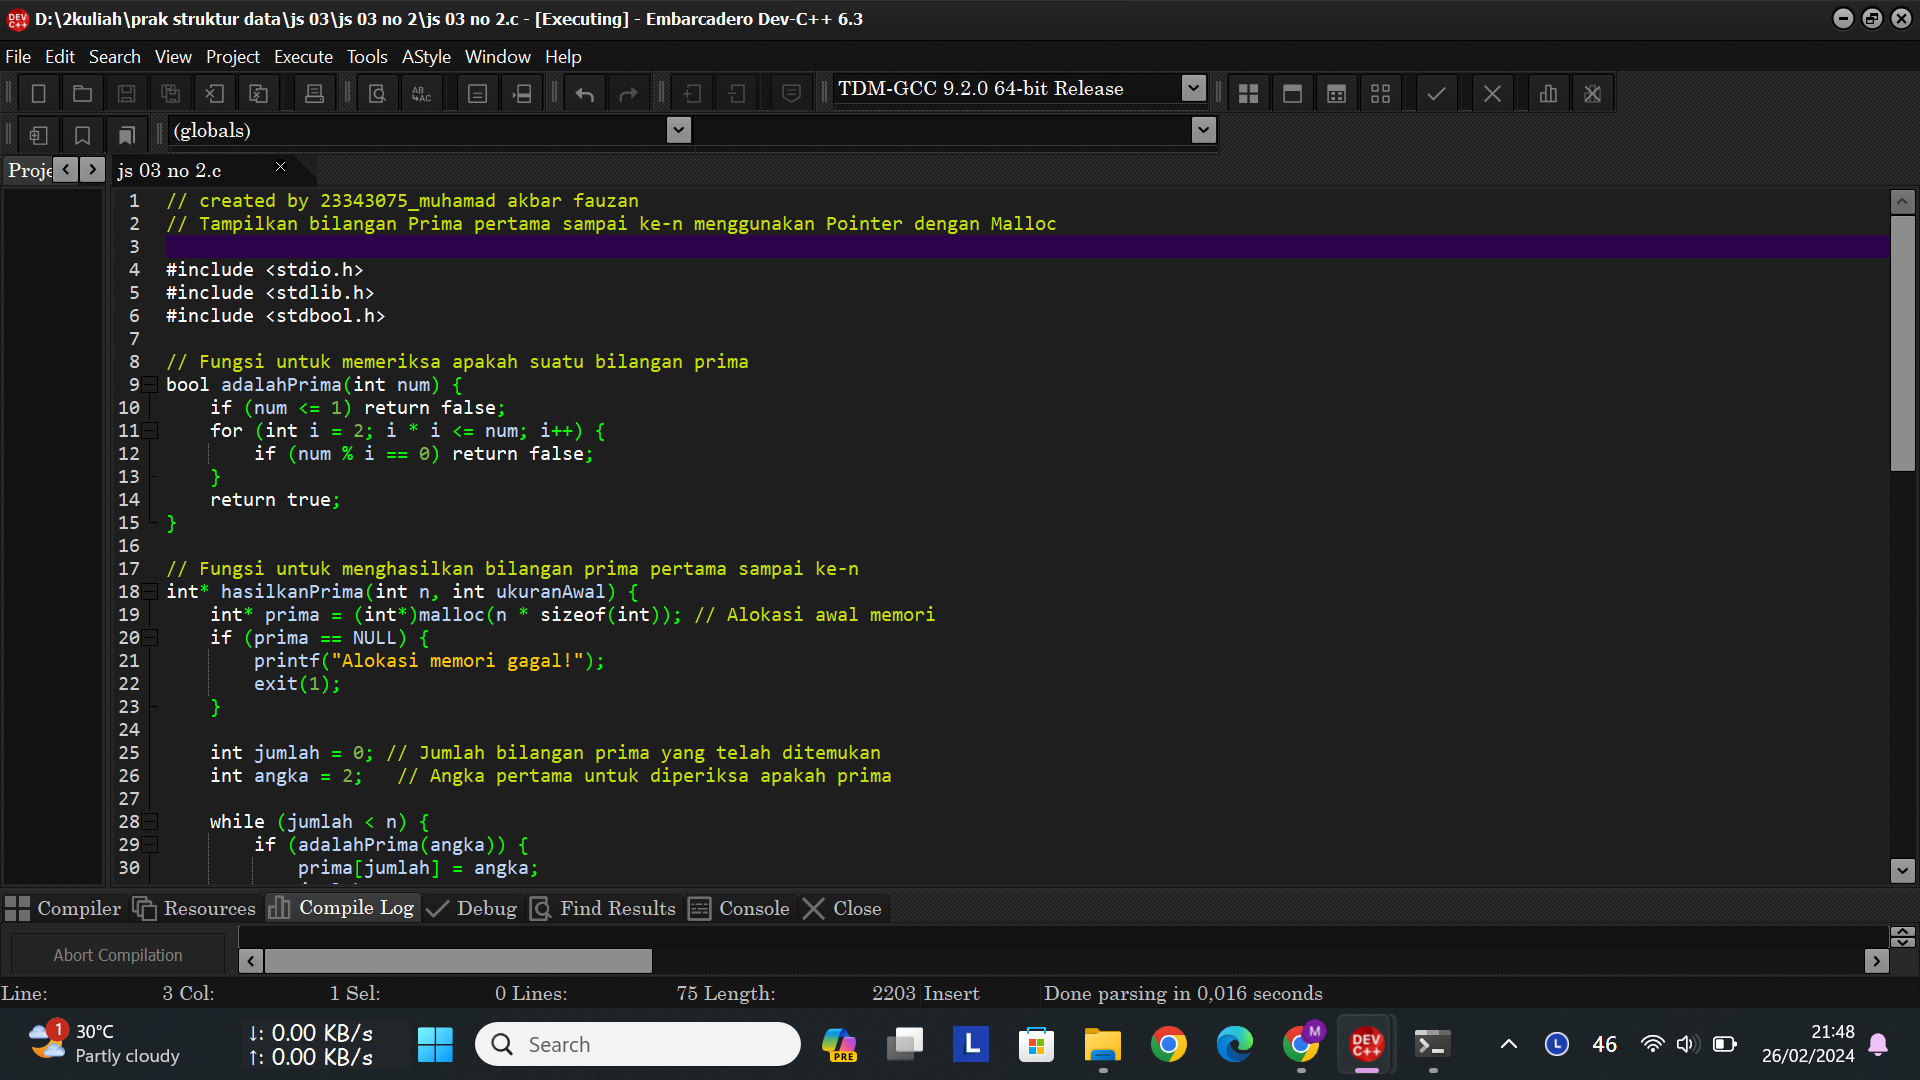 D:\2kuliah\prak struktur data\js 03\js 03 no 2\js 03 no 2.c - [Executing] - Embarcadero Dev-C++ 6.3
File Edit Search View Project Execute Tools AStyle Window Help
TDM-GCC 9.2.0 64-bit Release
(globals)
Proje js 03 no 2.c
1 // created by 23343075_muhamad akbar fauzan
2 // Tampilkan bilangan Prima pertama sampai ke-n menggunakan Pointer dengan Malloc
3
4 #include <stdio.h>
5 #include <stdlib.h>
6 #include <stdbool.h>
7
8 // Fungsi untuk memeriksa apakah suatu bilangan prima
9 bool adalahPrima(int num) {
10 if (num <= 1) return false;
11 for (int i = 2; i * i <= num; i++) {
12 if (num % i == 0) return false;
13 }
14 return true;
15 }
16
17 // Fungsi untuk menghasilkan bilangan prima pertama sampai ke-n
18 int* hasilkanPrima(int n, int ukuranAwal) {
19 int* prima = (int*)malloc(n * sizeof(int)); // Alokasi awal memori
20 if (prima == NULL) {
21 printf("Alokasi memori gagal!");
22 exit(1);
23 }
24
25 int jumlah = 0; // Jumlah bilangan prima yang telah ditemukan
26 int angka = 2; // Angka pertama untuk diperiksa apakah prima
27
28 while (jumlah < n) {
29 if (adalahPrima(angka)) {
30 prima[jumlah] = angka;
Compiler Resources Compile Log Debug Find Results Console Close
Abort Compilation
Line: 3 Col: 1 Sel: 0 Lines: 75 Length: 2203 Insert Done parsing in 0,016 seconds
1 30°C
Partly cloudy
↓: 0.00 KB/s
↑: 0.00 KB/s
Search
PRE
L
M
DEV C++
L
46
21:48
26/02/2024